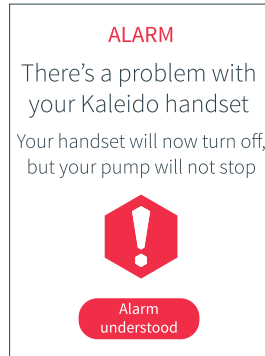 ALARM
There’s a problem with
your Kaleido handset
Your handset will now turn off,
but your pump will not stop
Alarm
understood